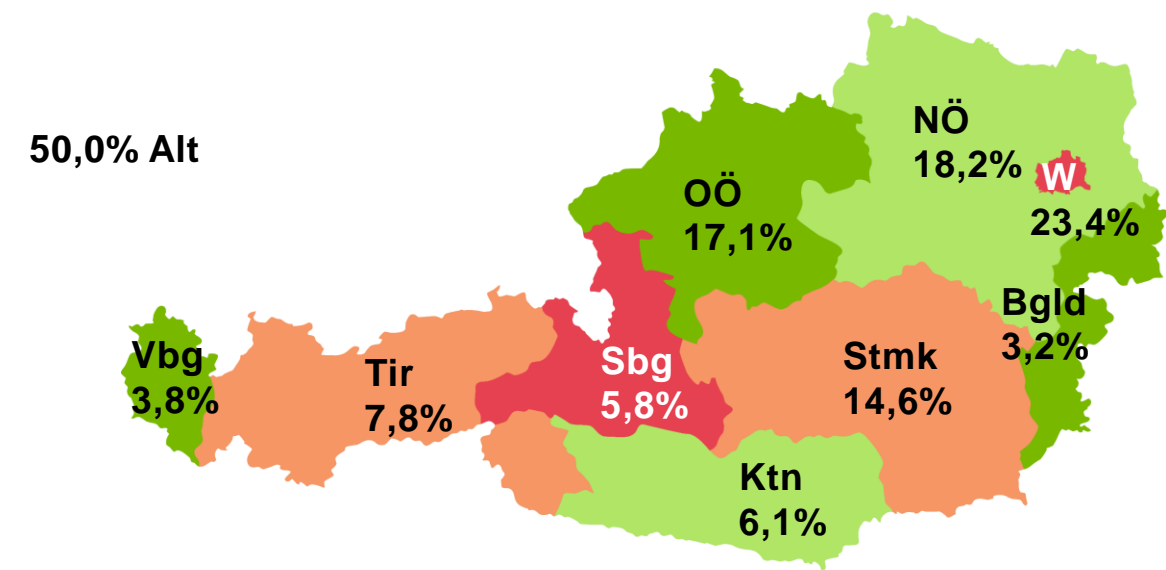 50,0% Alt
NÖ
18,2%
W
23,4%
OÖ
17,1%
Bgld
3,2%
Vbg
3,8%
Tir
7,8%
Sbg
5,8%
Stmk
14,6%
Ktn
6,1%